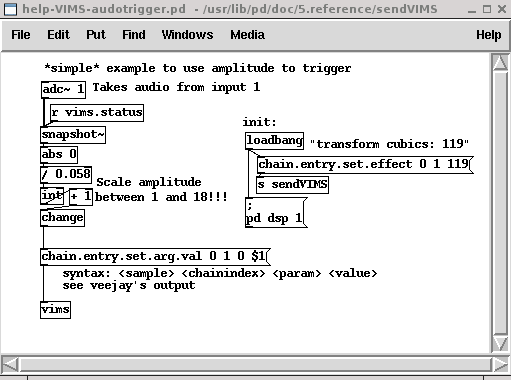 help-VIMS-audotrigger.pd - /usr/lib/pd/doc/5.reference/sendVIMS
File Edit Put Find Windows Media Help
*simple* example to use amplitude to trigger
adc~ 1 Takes audio from input 1
r vims.status
snapshot~
abs 0
/ 0.058
int + 1
Scale amplitude
between 1 and 18!!!
change
init:
loadbang "transform cubics: 119"
chain.entry.set.effect 0 1 119
s sendVIMS
;
pd dsp 1
chain.entry.set.arg.val 0 1 0 $1
syntax: <sample> <chainindex> <param> <value>
see veejay's output
vims